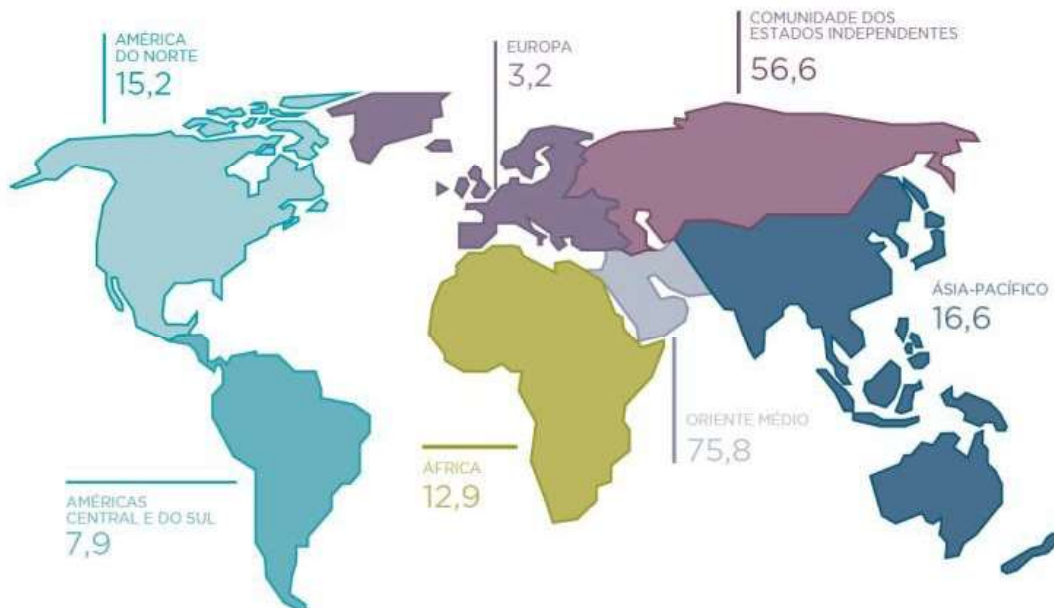 AMÉRICA
DO NORTE
15,2
EUROPA
3,2
COMUNIDADE DOS
ESTADOS INDEPENDENTES
56,6
ÁSIA-PACÍFICO
16,6
ORIENTE MÉDIO
75,8
ÁFRICA
12,9
AMÉRICAS
CENTRAL E DO SUL
7,9